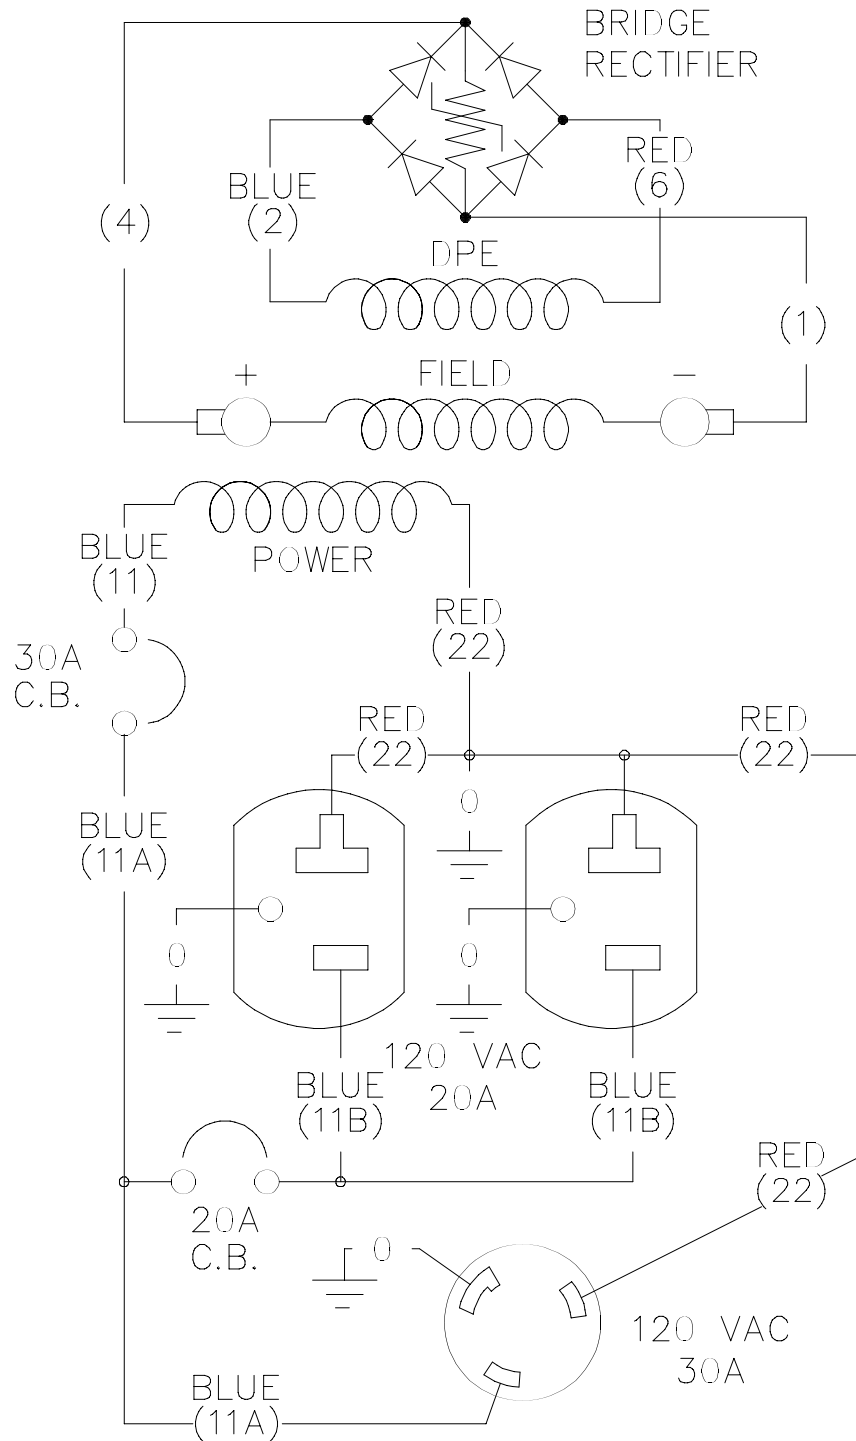 BRIDGE
RECTIFIER
RED
(6)
BLUE
(2)
(4)
DPE
(1)
+
FIELD
-
BLUE
(11)
POWER
RED
(22)
30A
C.B.
RED
(22)
RED
(22)
0
BLUE
(11A)
0
0
120 VAC
20A
BLUE
(11B)
BLUE
(11B)
RED
(22)
20A
C.B.
0
120 VAC
30A
BLUE
(11A)